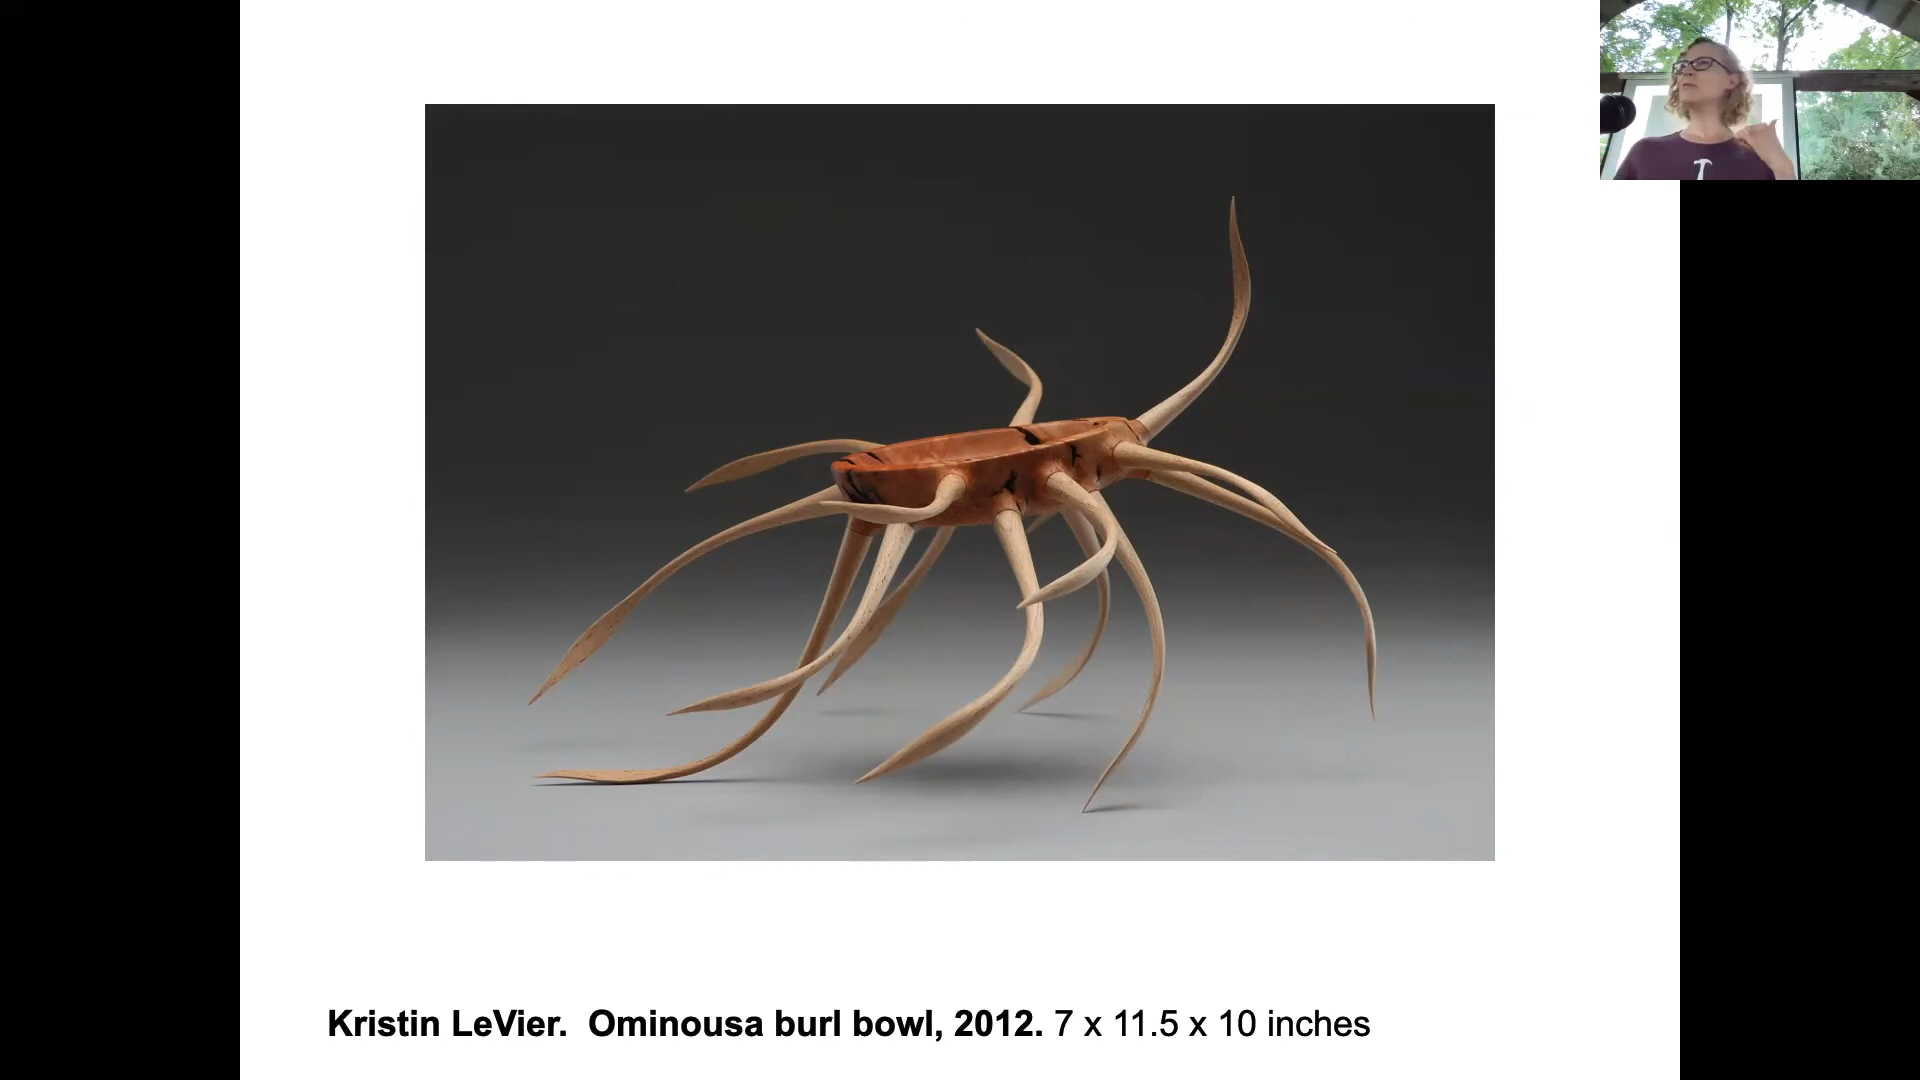 Kristin LeVier.  Ominousa burl bowl, 2012. 7 x 11.5 x 10 inches